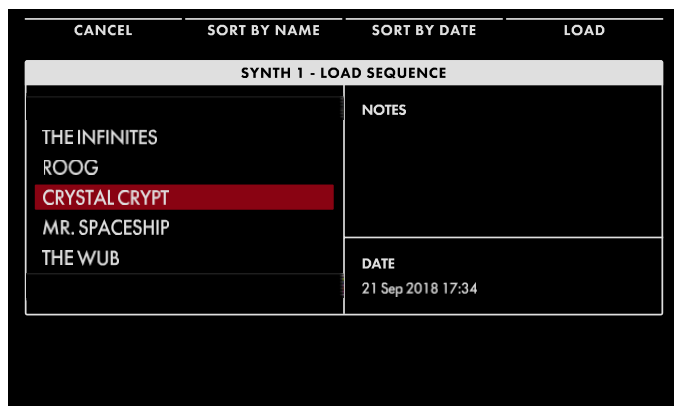 CANCEL SORT BY NAME SORT BY DATE LOAD
SYNTH 1 - LOAD SEQUENCE
THE INFINITES
ROOG
CRYSTAL CRYPT
MR. SPACESHIP
THE WUB
NOTES
DATE
21 Sep 2018 17:34